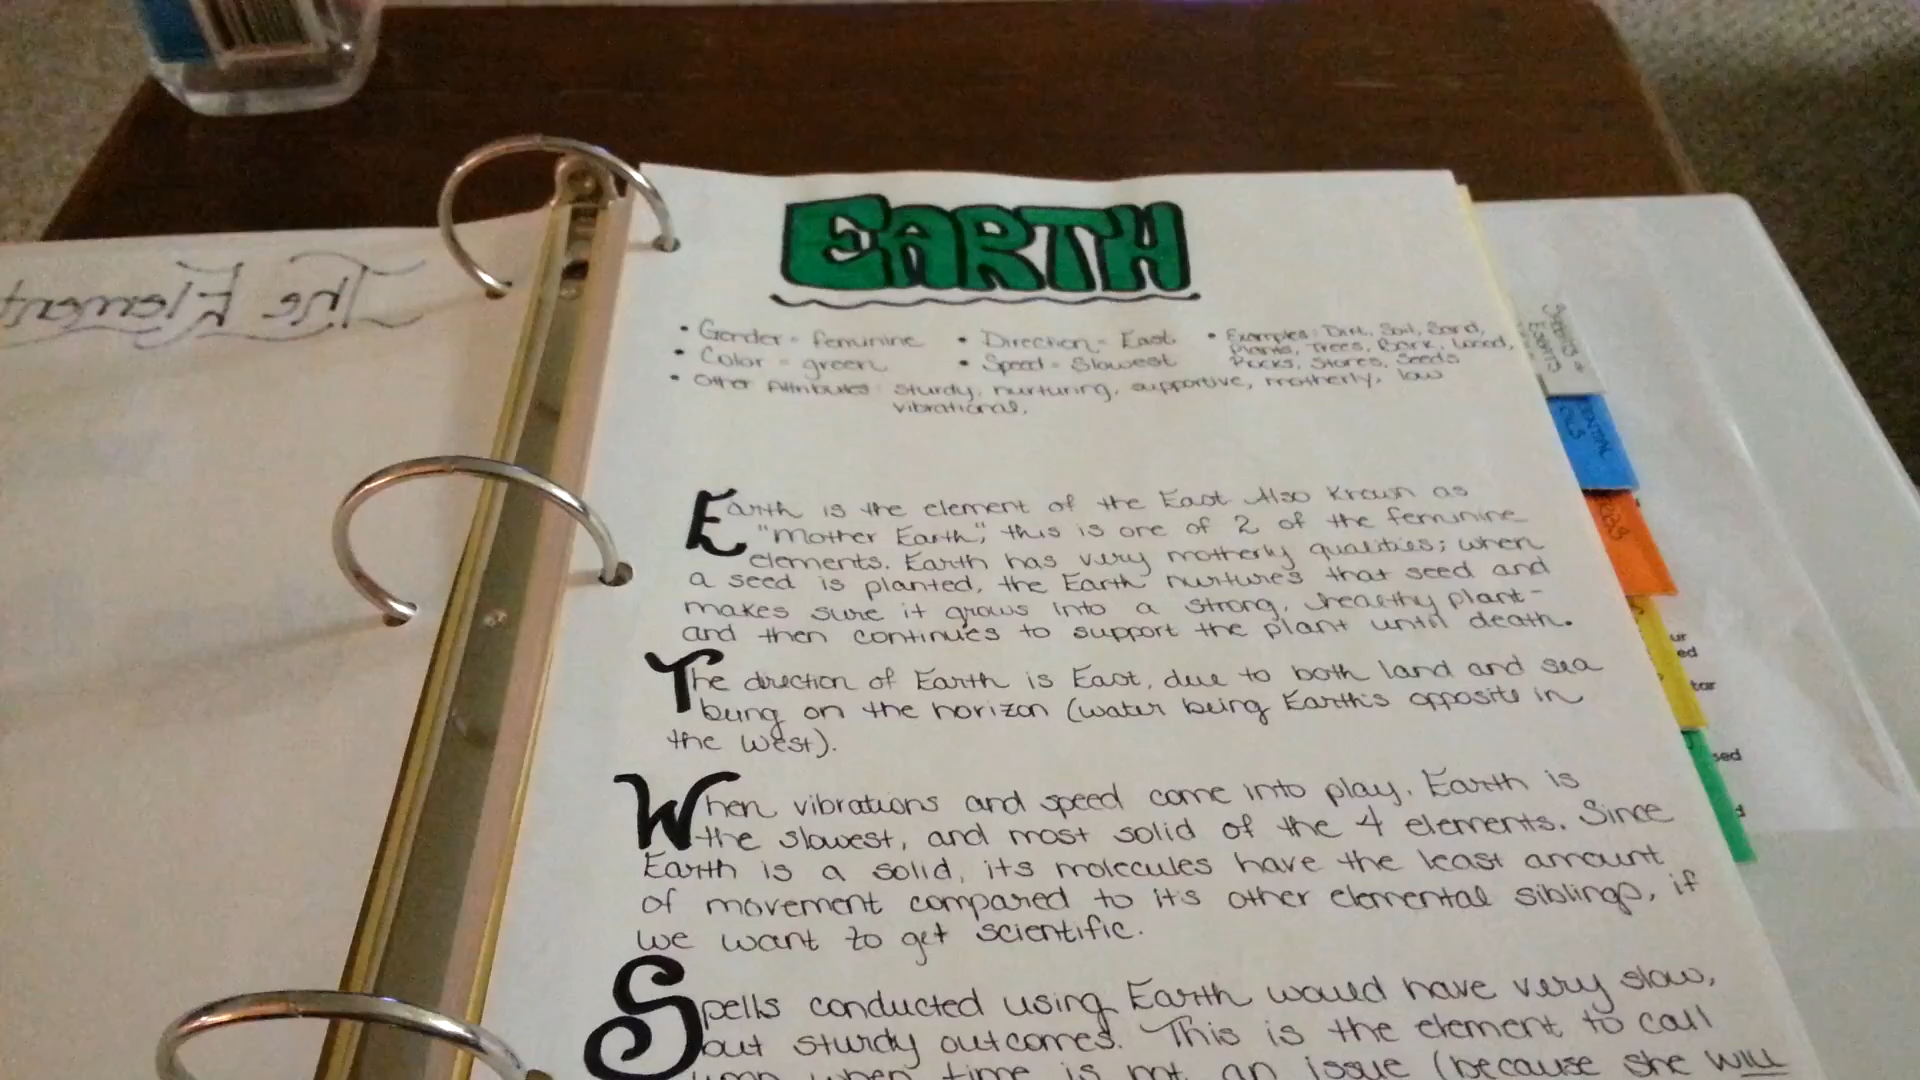 The Element
EARTH
• Gender = feminine • Direction = East • Examples: Dirt, Soil, Sand,
Plants, Trees, Bark, Wood,
• Color = green • Speed = Slowest Rocks, Stones, Seeds
• Other Attributes: sturdy, nurturing, supportive, motherly, low
vibrational.
Earth is the element of the East. Also known as
"Mother Earth," this is one of 2 of the feminine
elements. Earth has very motherly qualities; when
a seed is planted, the Earth nurtures that seed and
makes sure it grows into a strong, healthy plant-
and then continues to support the plant until death.
The direction of Earth is East, due to both land and sea
being on the horizon (water being Earth's opposite in
the West).
When vibrations and speed come into play, Earth is
the slowest, and most solid of the 4 elements. Since
Earth is a solid, its molecules have the least amount
of movement compared to it's other elemental siblings, if
we want to get scientific.
Spells conducted using Earth would have very slow,
but sturdy outcomes. This is the element to call
upon when time is not an issue (because she WILL
ur
ed
tar
sed
d